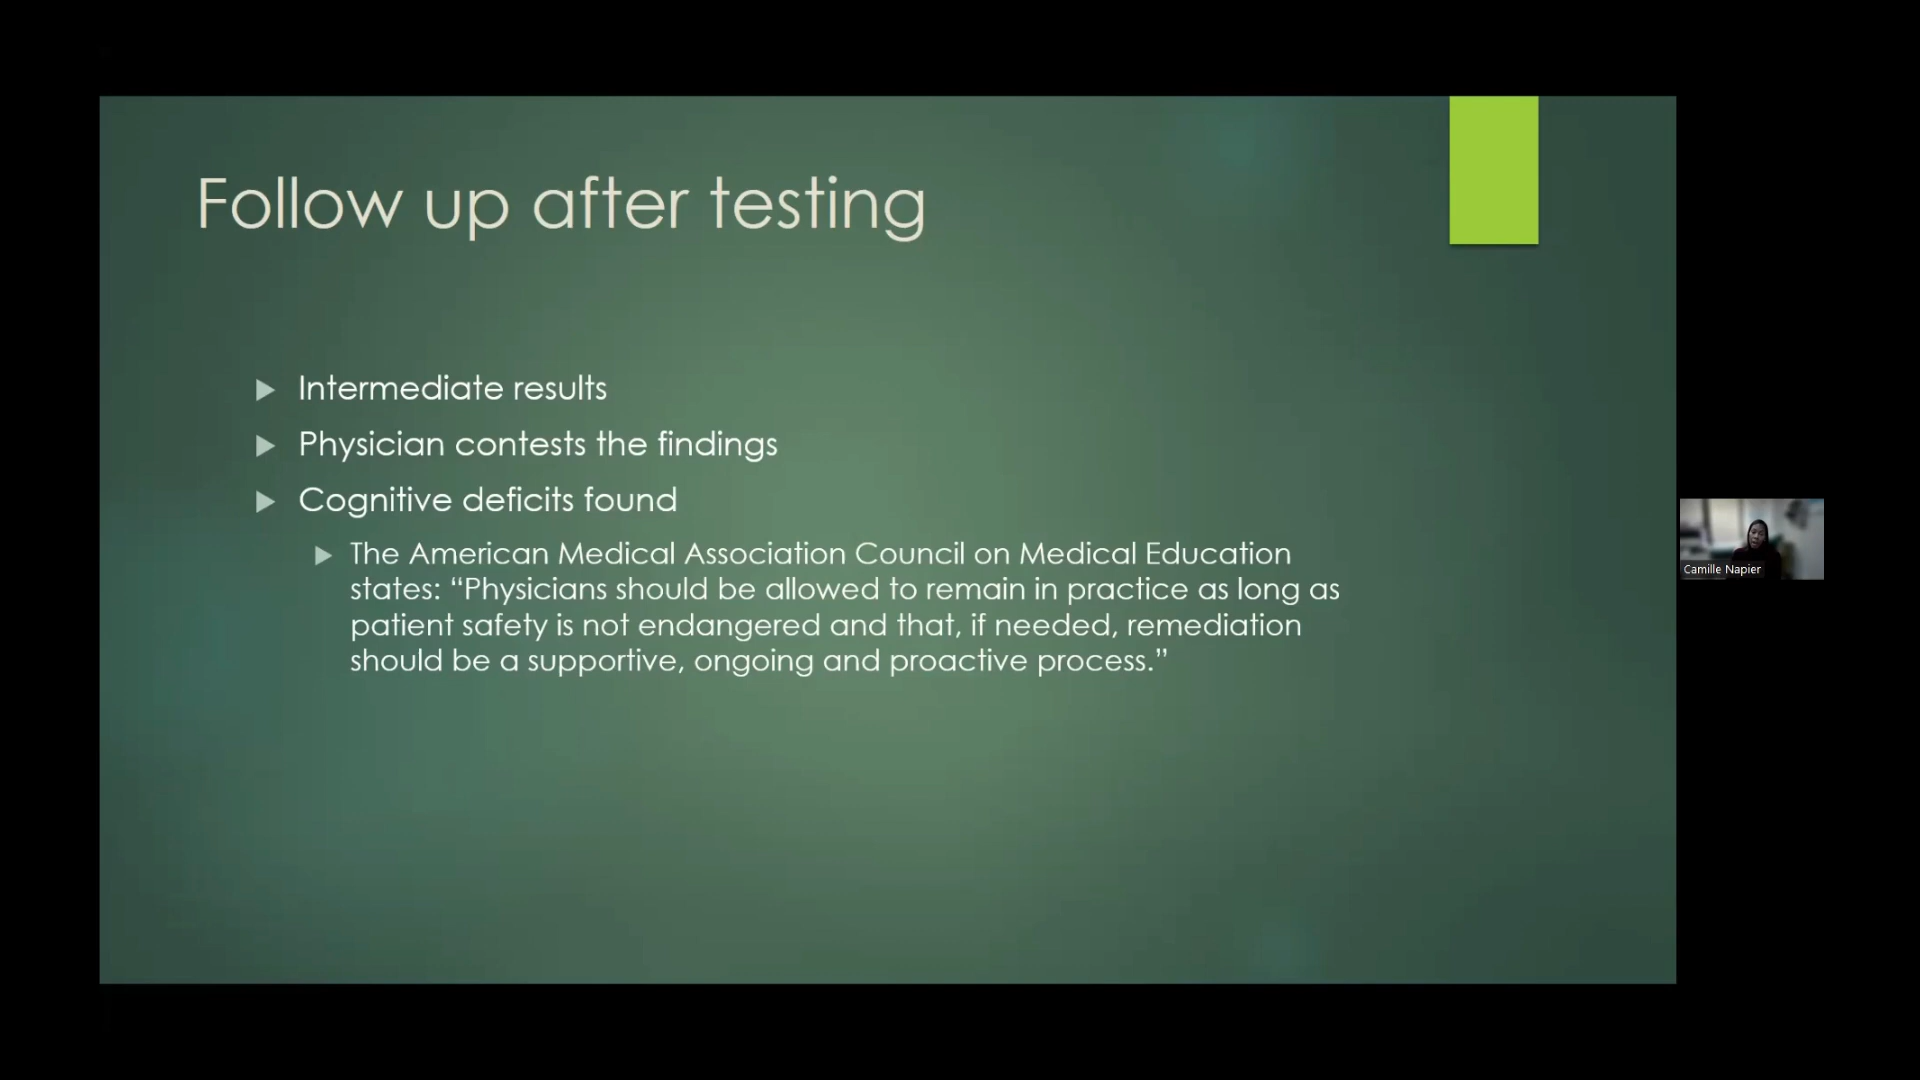 Follow up after testing
Intermediate results
Physician contests the findings
Cognitive deficits found
The American Medical Association Council on Medical Education
states: “Physicians should be allowed to remain in practice as long as
patient safety is not endangered and that, if needed, remediation
should be a supportive, ongoing and proactive process.”
Camille Napier